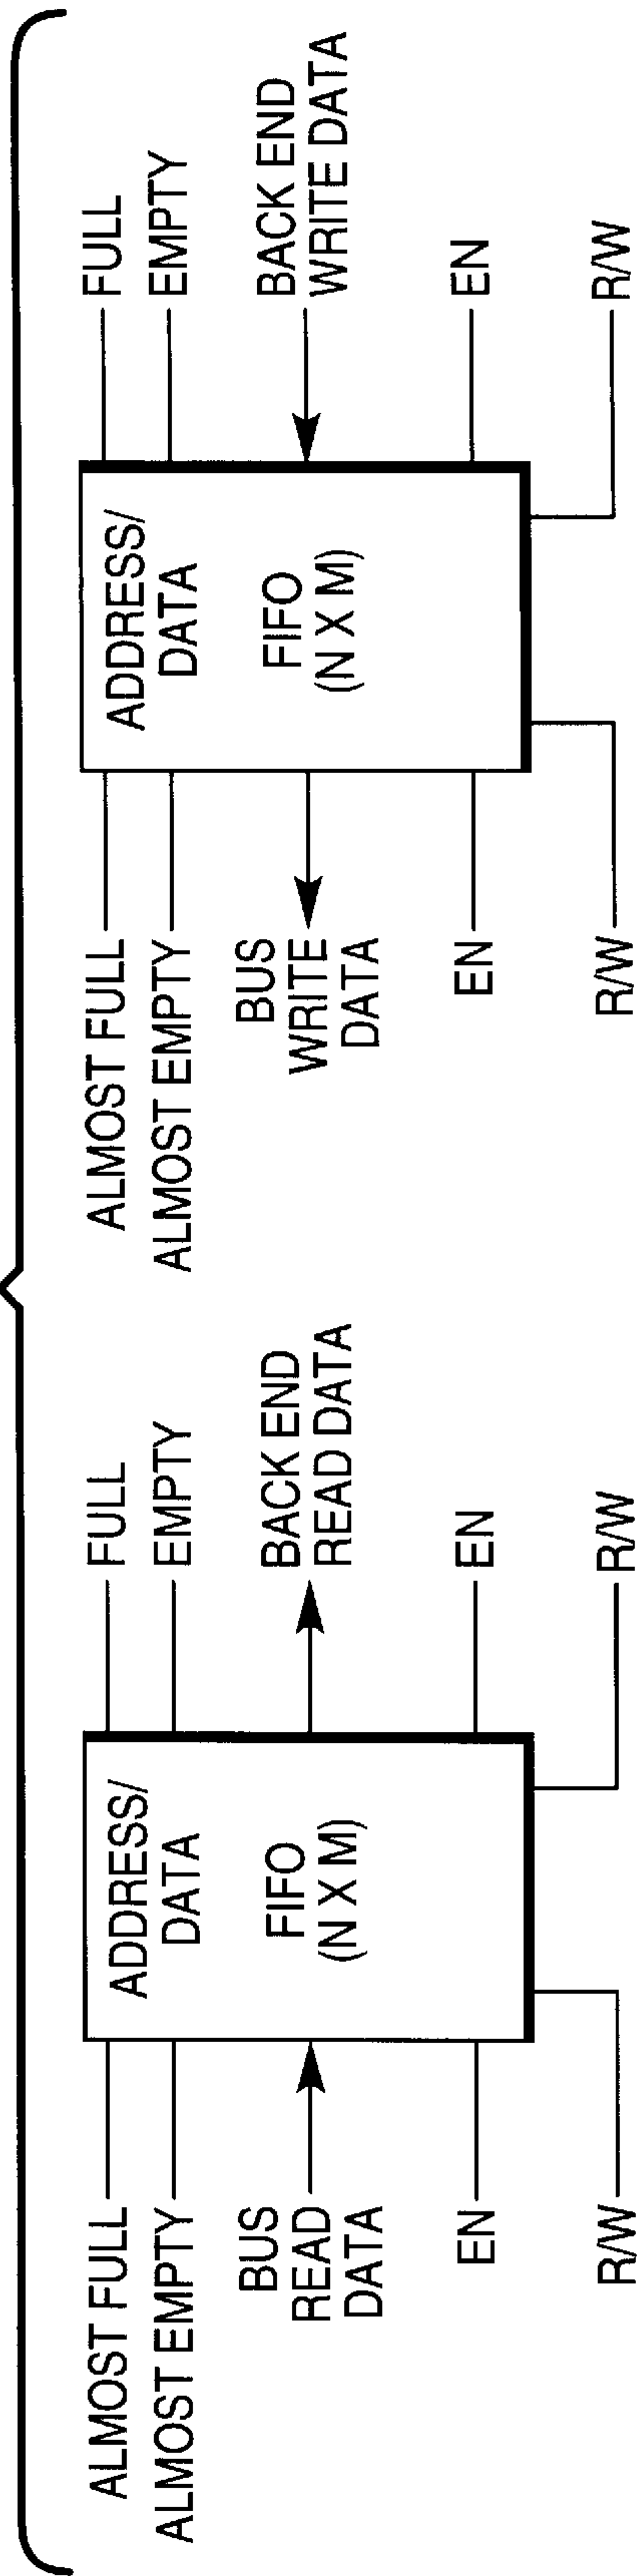 ALMOST FULL
ALMOST EMPTY
BUS
READ
DATA
EN
R/W
ADDRESS/
DATA
FIFO
(N X M)
FULL
EMPTY
BACK END
READ DATA
EN
R/W
ALMOST FULL
ALMOST EMPTY
BUS
WRITE
DATA
EN
R/W
ADDRESS/
DATA
FIFO
(N X M)
FULL
EMPTY
BACK END
WRITE DATA
EN
R/W